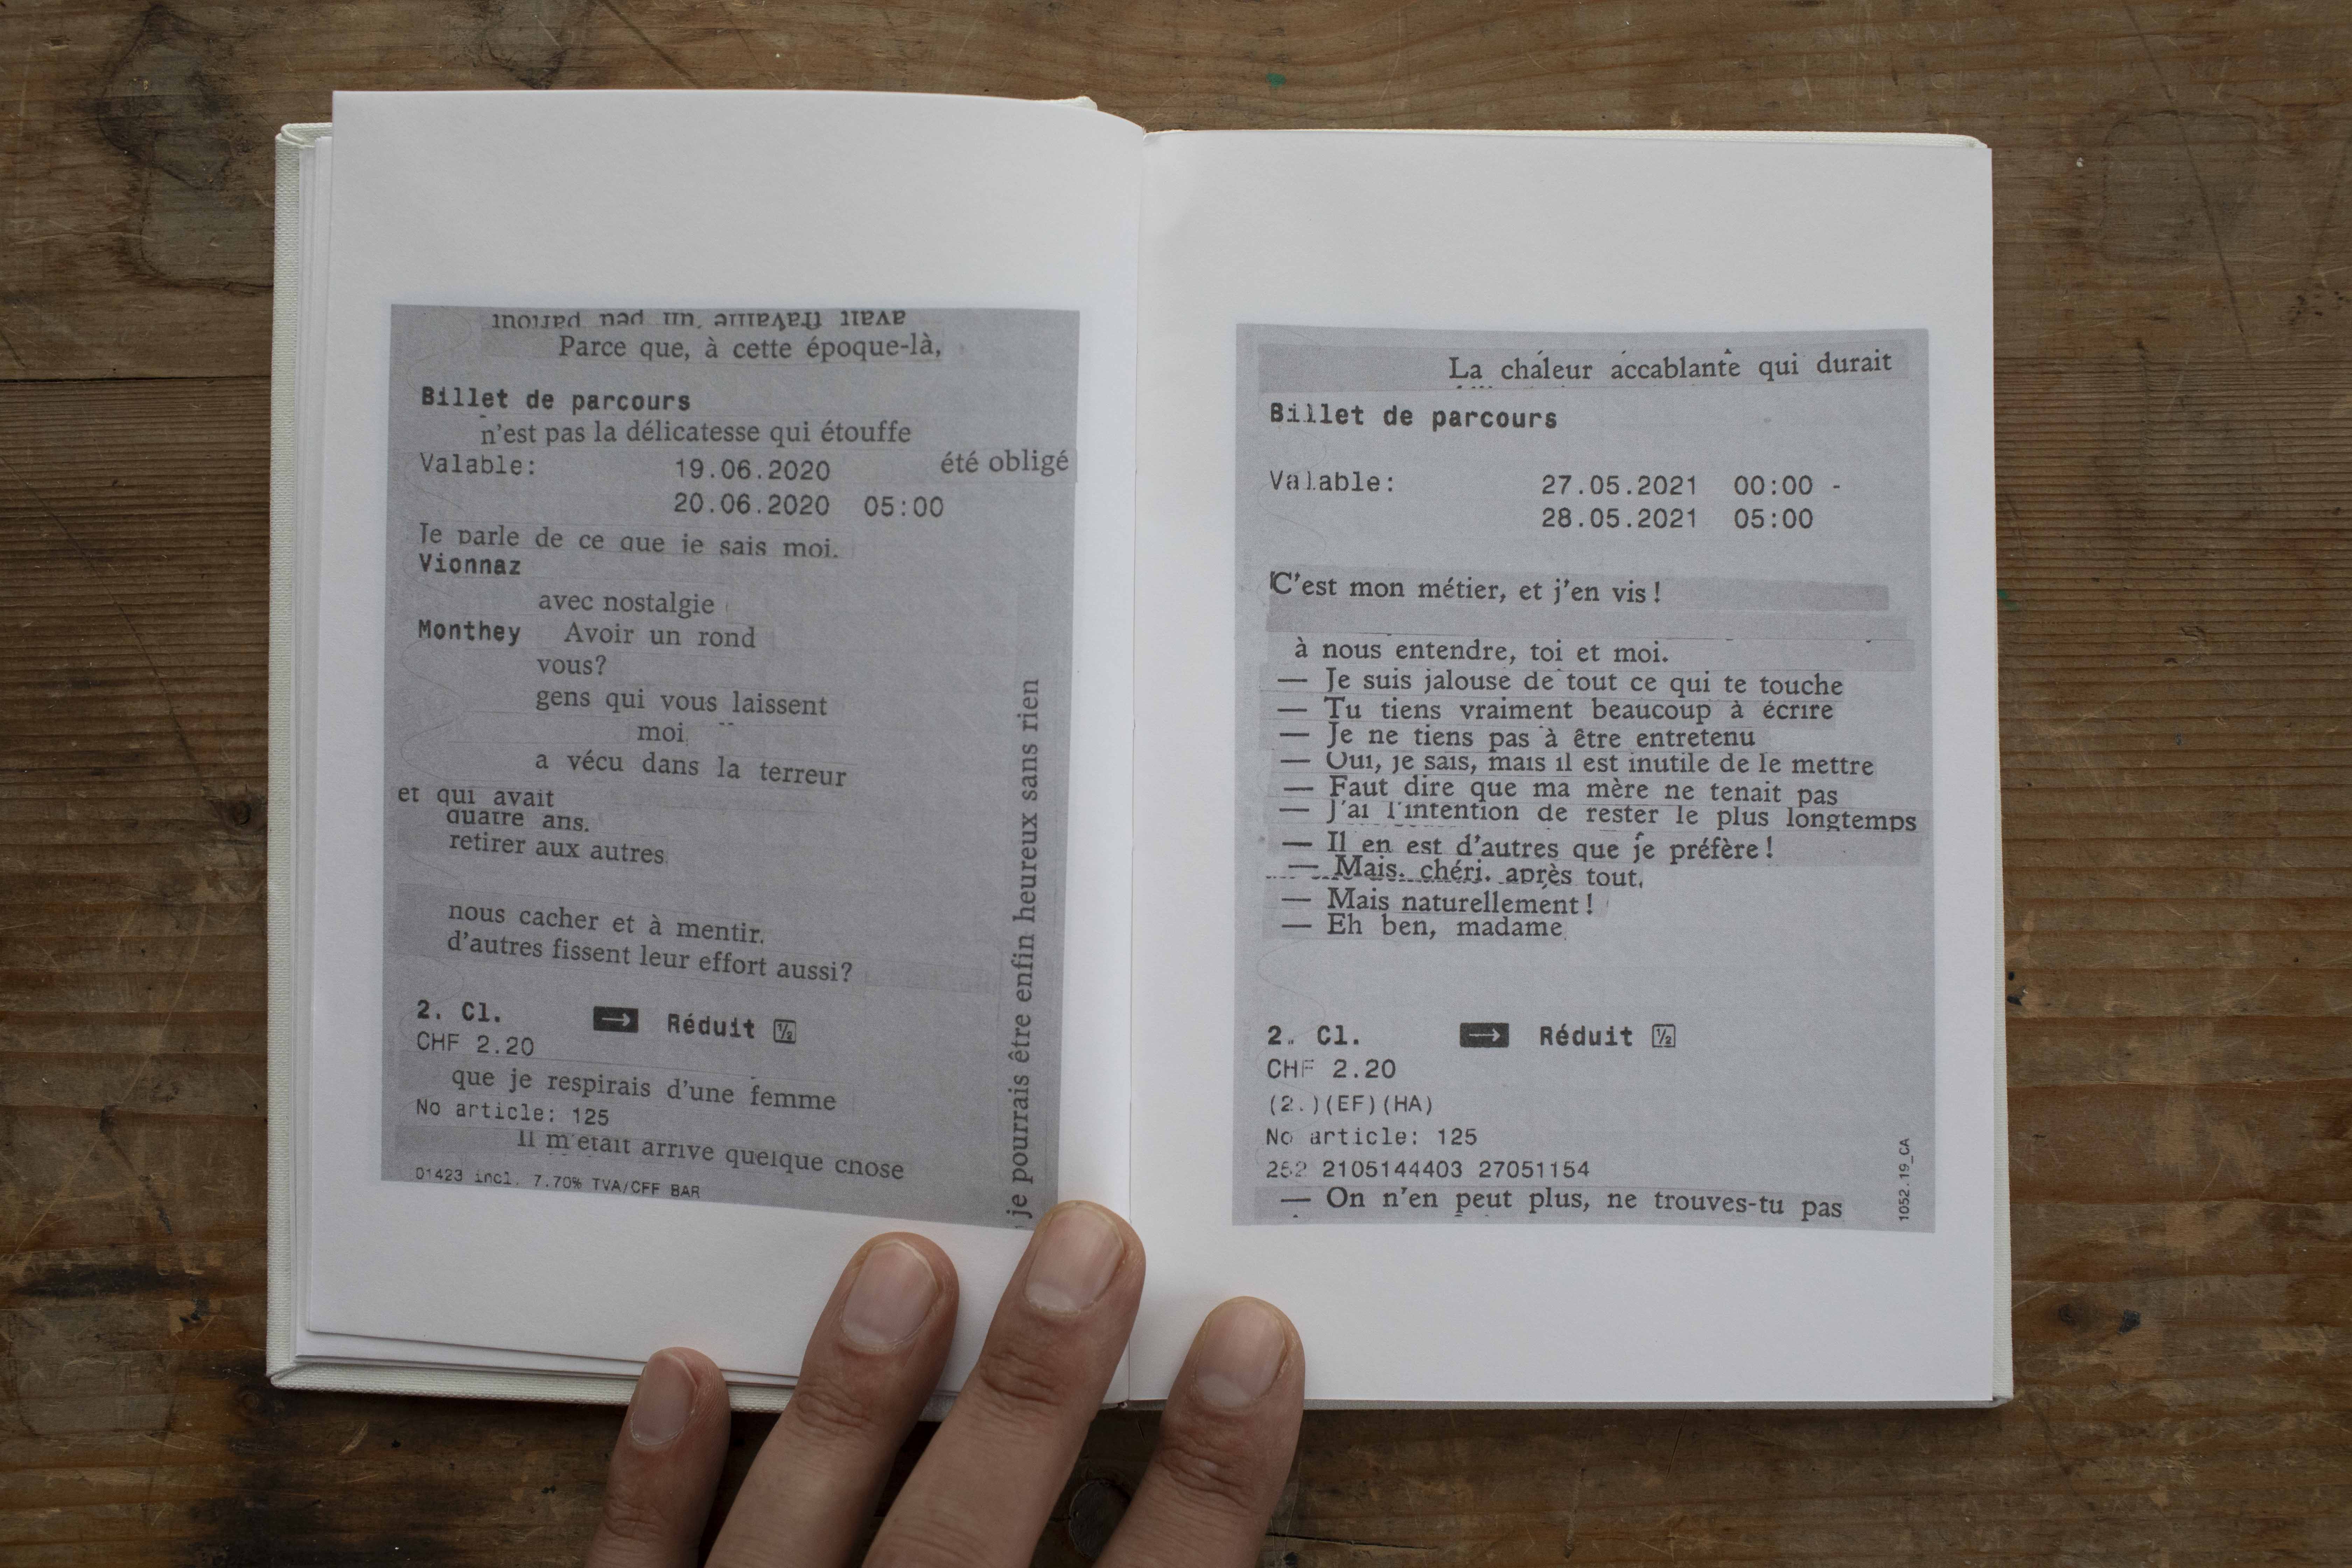 avait travaillé un peu partout
Parce que, à cette époque-là,
Billet de parcours
n'est pas la délicatesse qui étouffe
Valable: 19.06.2020 été obligé
20.06.2020 05:00
Je parle de ce que je sais moi.
Vionnaz
avec nostalgie
Monthey Avoir un rond
vous?
gens qui vous laissent
moi
a vécu dans la terreur
et qui avait
quatre ans.
retirer aux autres
nous cacher et à mentir.
d'autres fissent leur effort aussi?
2. Cl. → Réduit ½
CHF 2.20
que je respirais d'une femme
No article: 125
Il m'était arrivé quelque chose
01423 incl. 7.70% TVA/CFF BAR
je pourrais être enfin heureux sans rien
La chaleur accablante qui durait
Billet de parcours
Valable: 27.05.2021 00:00 -
28.05.2021 05:00
C'est mon métier, et j'en vis !
à nous entendre, toi et moi.
— Je suis jalouse de tout ce qui te touche
— Tu tiens vraiment beaucoup à écrire
— Je ne tiens pas à être entretenu
— Oui, je sais, mais il est inutile de le mettre
— Faut dire que ma mère ne tenait pas
— J'ai l'intention de rester le plus longtemps
— Il en est d'autres que je préfère !
— Mais, chéri, après tout,
— Mais naturellement !
— Eh ben, madame
2. Cl. → Réduit ½
CHF 2.20
(2.)(EF)(HA)
No article: 125
252 2105144403 27051154
— On n'en peut plus, ne trouves-tu pas
1052.19_CA